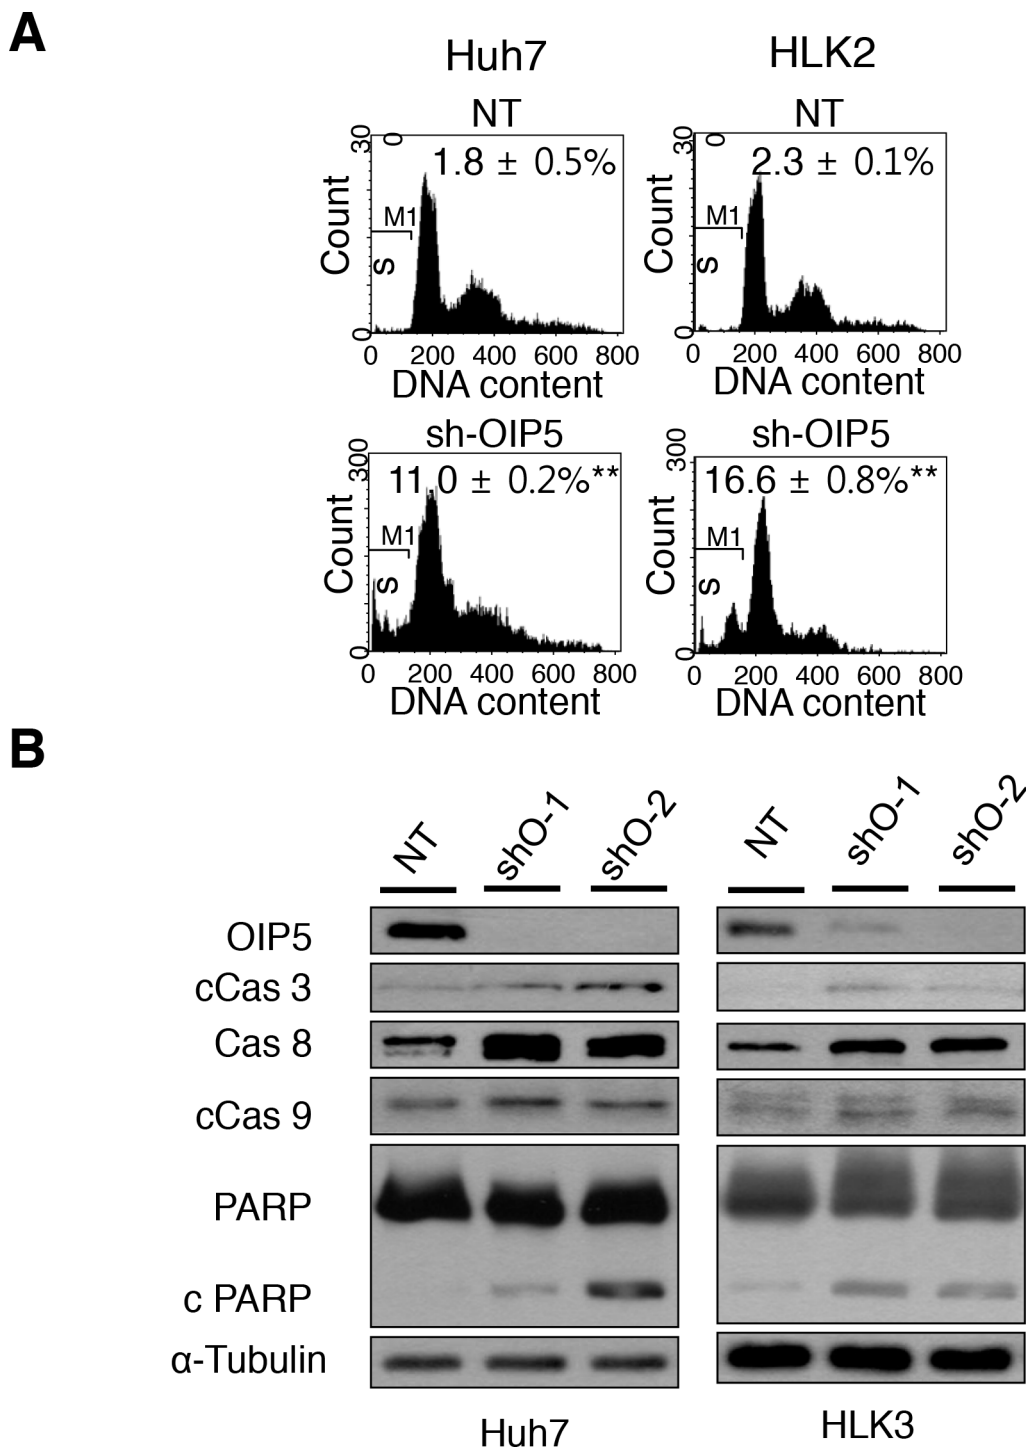 A
Huh7 HLK2
NT NT
30 0 1.8 ± 0.5% 30 0 2.3 ± 0.1%
Count M1 s 0 Count M1 s 0
0 200 400 600 800 0 200 400 600 800
DNA content DNA content
sh-OIP5 sh-OIP5
300 11.0 ± 0.2%** 300 16.6 ± 0.8%**
Count M1 s 0 Count M1 s 0
0 200 400 600 800 0 200 400 600 800
DNA content DNA content
B
NT shO-1 shO-2 NT shO-1 shO-2
OIP5
cCas 3
Cas 8
cCas 9
PARP
c PARP
α-Tubulin
Huh7 HLK3